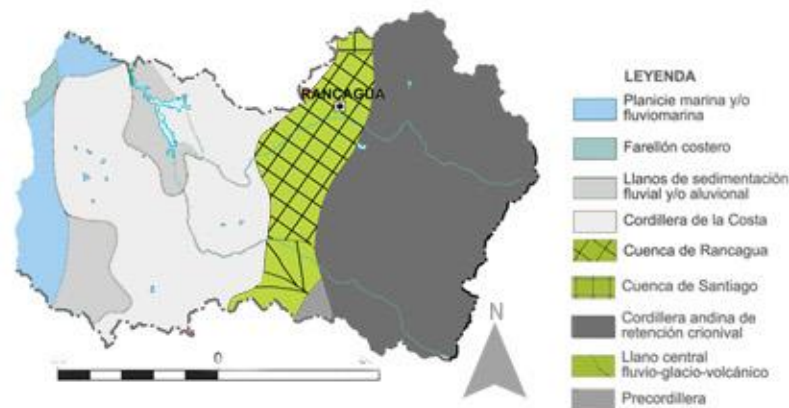 RANCAGUA
0
N
LEYENDA
Planicie marina y/o
fluviomarina
Farellón costero
Llanos de sedimentación
fluvial y/o aluvional
Cordillera de la Costa
Cuenca de Rancagua
Cuenca de Santiago
Cordillera andina de
retención crionival
Llano central
fluvio-glacio-volcánico
Precordillera